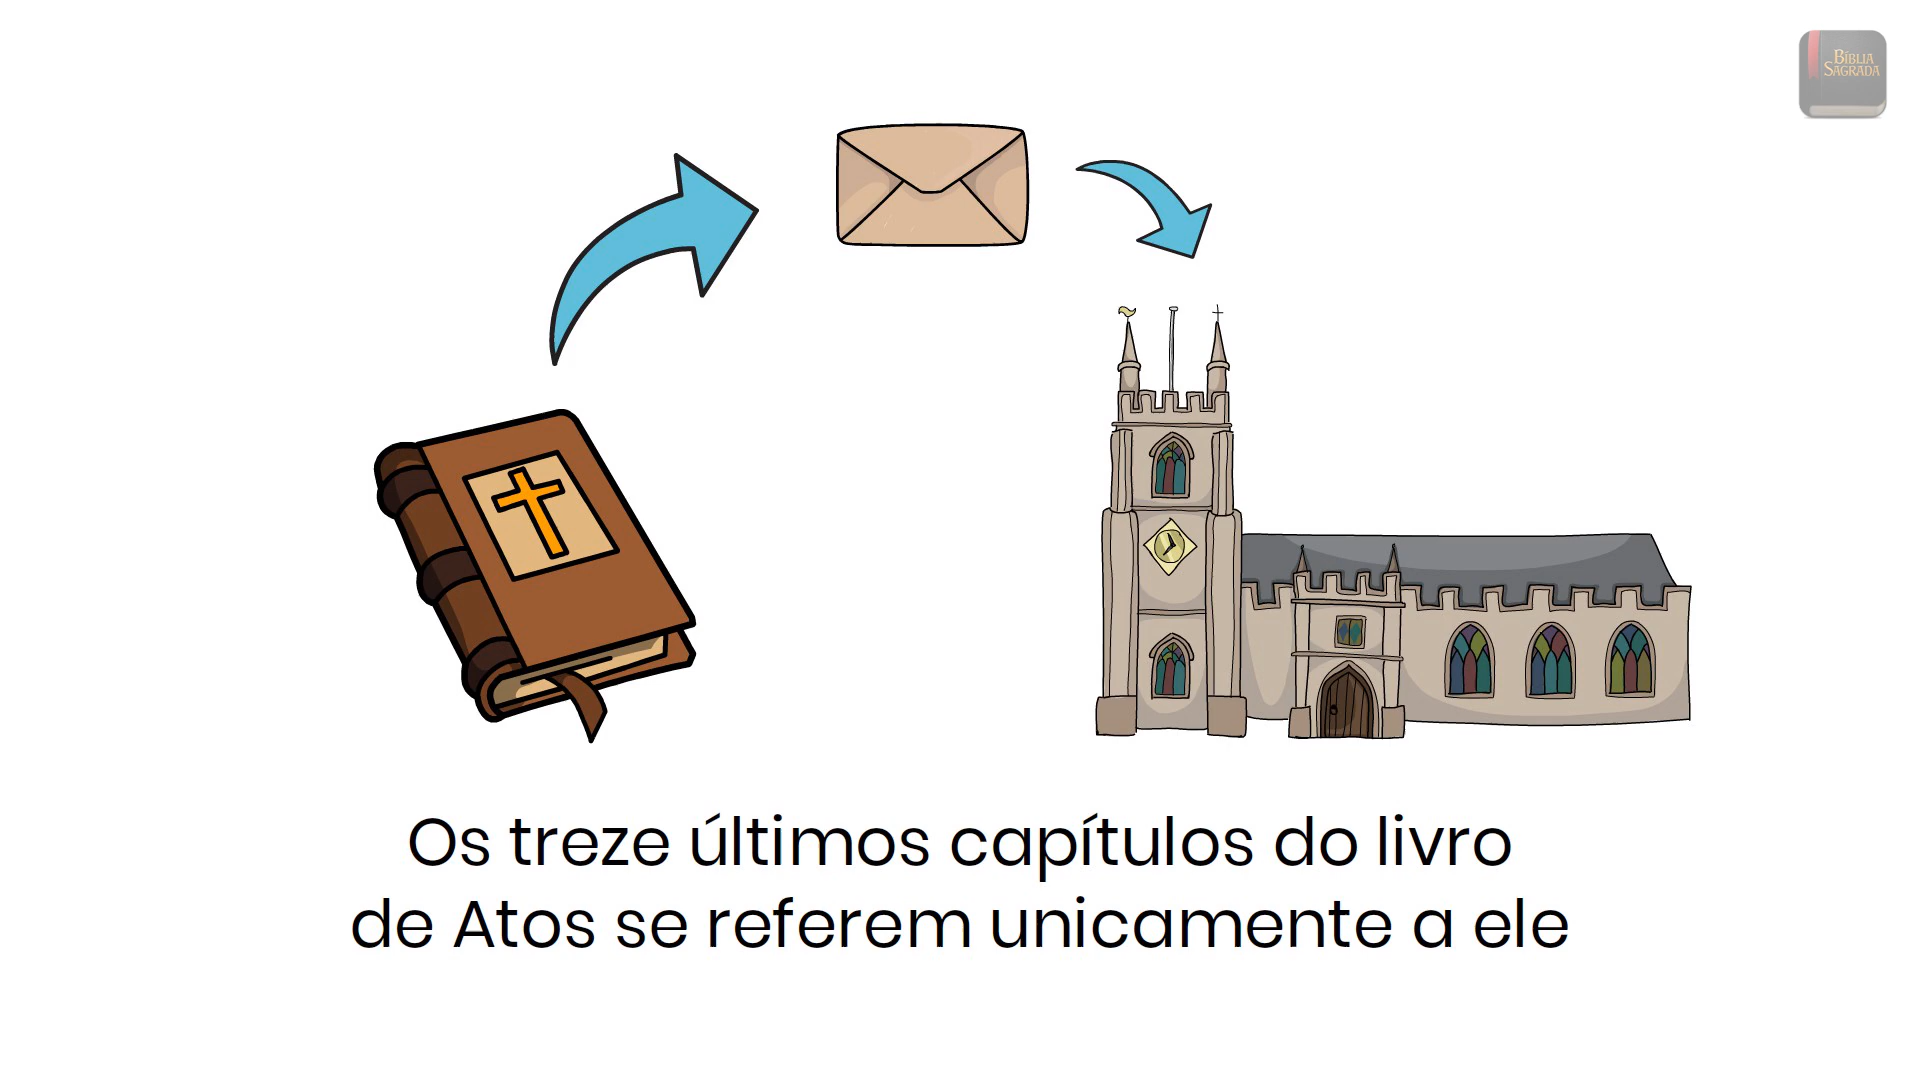 BÍBLIA
SAGRADA
Os treze últimos capítulos do livro
de Atos se referem unicamente a ele